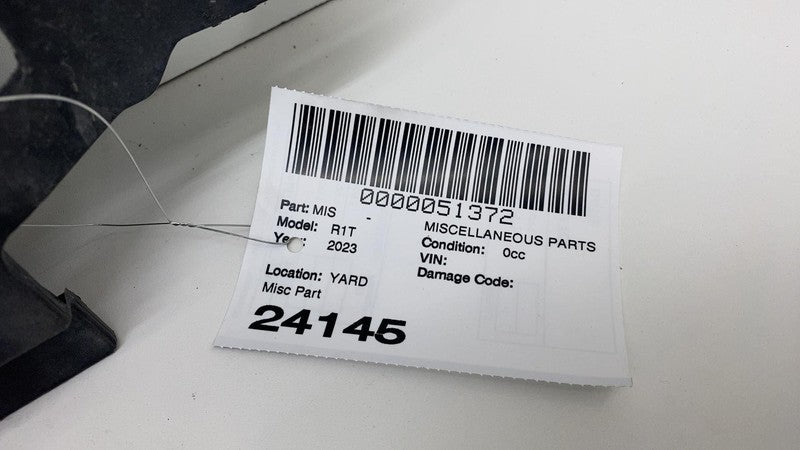 0000051372
Part: MIS - MISCELLANEOUS PARTS
Model: R1T Condition: 0cc
Year: 2023 VIN:
Damage Code:
Location: YARD
Misc Part
24145